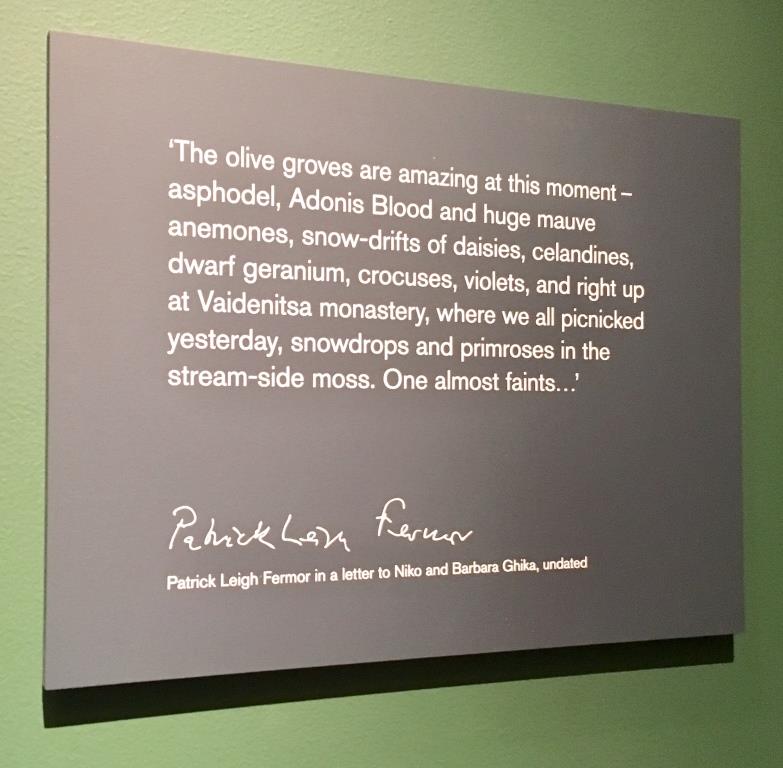 ‘The olive groves are amazing at this moment –
asphodel, Adonis Blood and huge mauve
anemones, snow-drifts of daisies, celandines,
dwarf geranium, crocuses, violets, and right up
at Vaidenitsa monastery, where we all picnicked
yesterday, snowdrops and primroses in the
stream-side moss. One almost faints...’
Patrick Leigh Fermor
Patrick Leigh Fermor in a letter to Niko and Barbara Ghika, undated